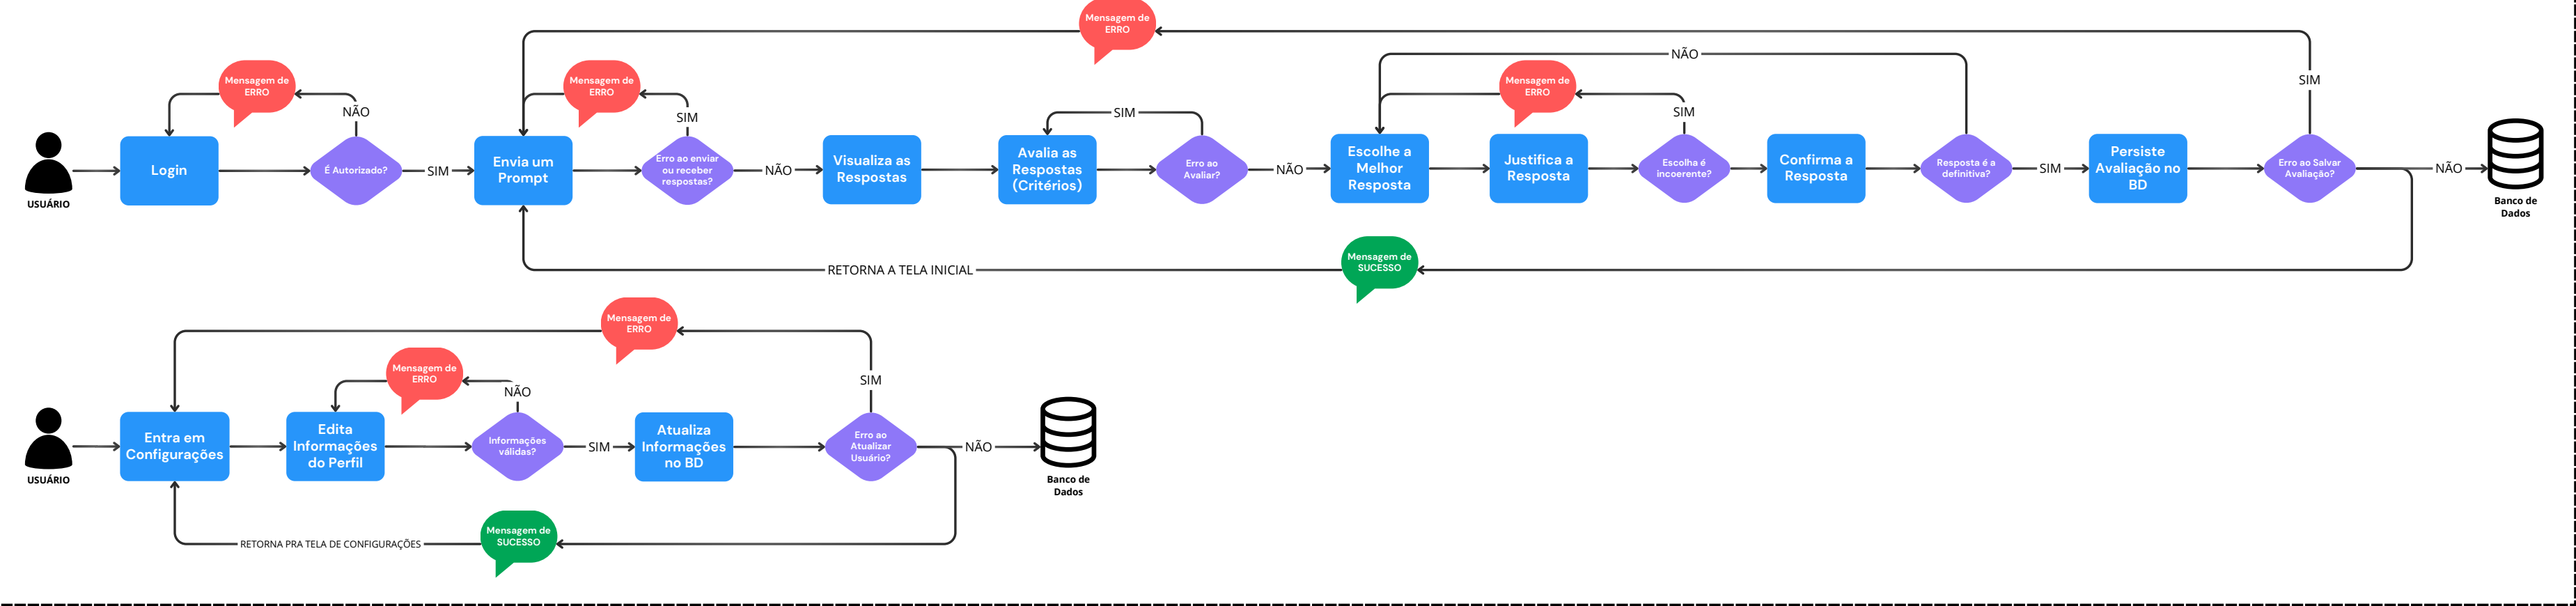 Mensagem de
ERRO
NÃO
Mensagem de
ERRO
Mensagem de
ERRO
Mensagem de
ERRO
SIM
NÃO
SIM
SIM
SIM
SIM
USUÁRIO
Login
É Autorizado?
SIM
Envia um
Prompt
Erro ao enviar
ou receber
respostas?
NÃO
Visualiza as
Respostas
Avalia as
Respostas
(Critérios)
Erro ao
Avaliar?
NÃO
Escolhe a
Melhor
Resposta
Justifica a
Resposta
Escolha é
incoerente?
Confirma a
Resposta
Resposta é a
definitiva?
SIM
Persiste
Avaliação no
BD
Erro ao Salvar
Avaliação?
NÃO
Banco de
Dados
RETORNA A TELA INICIAL
Mensagem de
SUCESSO
Mensagem de
ERRO
Mensagem de
ERRO
NÃO
SIM
USUÁRIO
Entra em
Configurações
Edita
Informações
do Perfil
Informações
válidas?
SIM
Atualiza
Informações
no BD
Erro ao
Atualizar
Usuário?
NÃO
Banco de
Dados
RETORNA PRA TELA DE CONFIGURAÇÕES
Mensagem de
SUCESSO